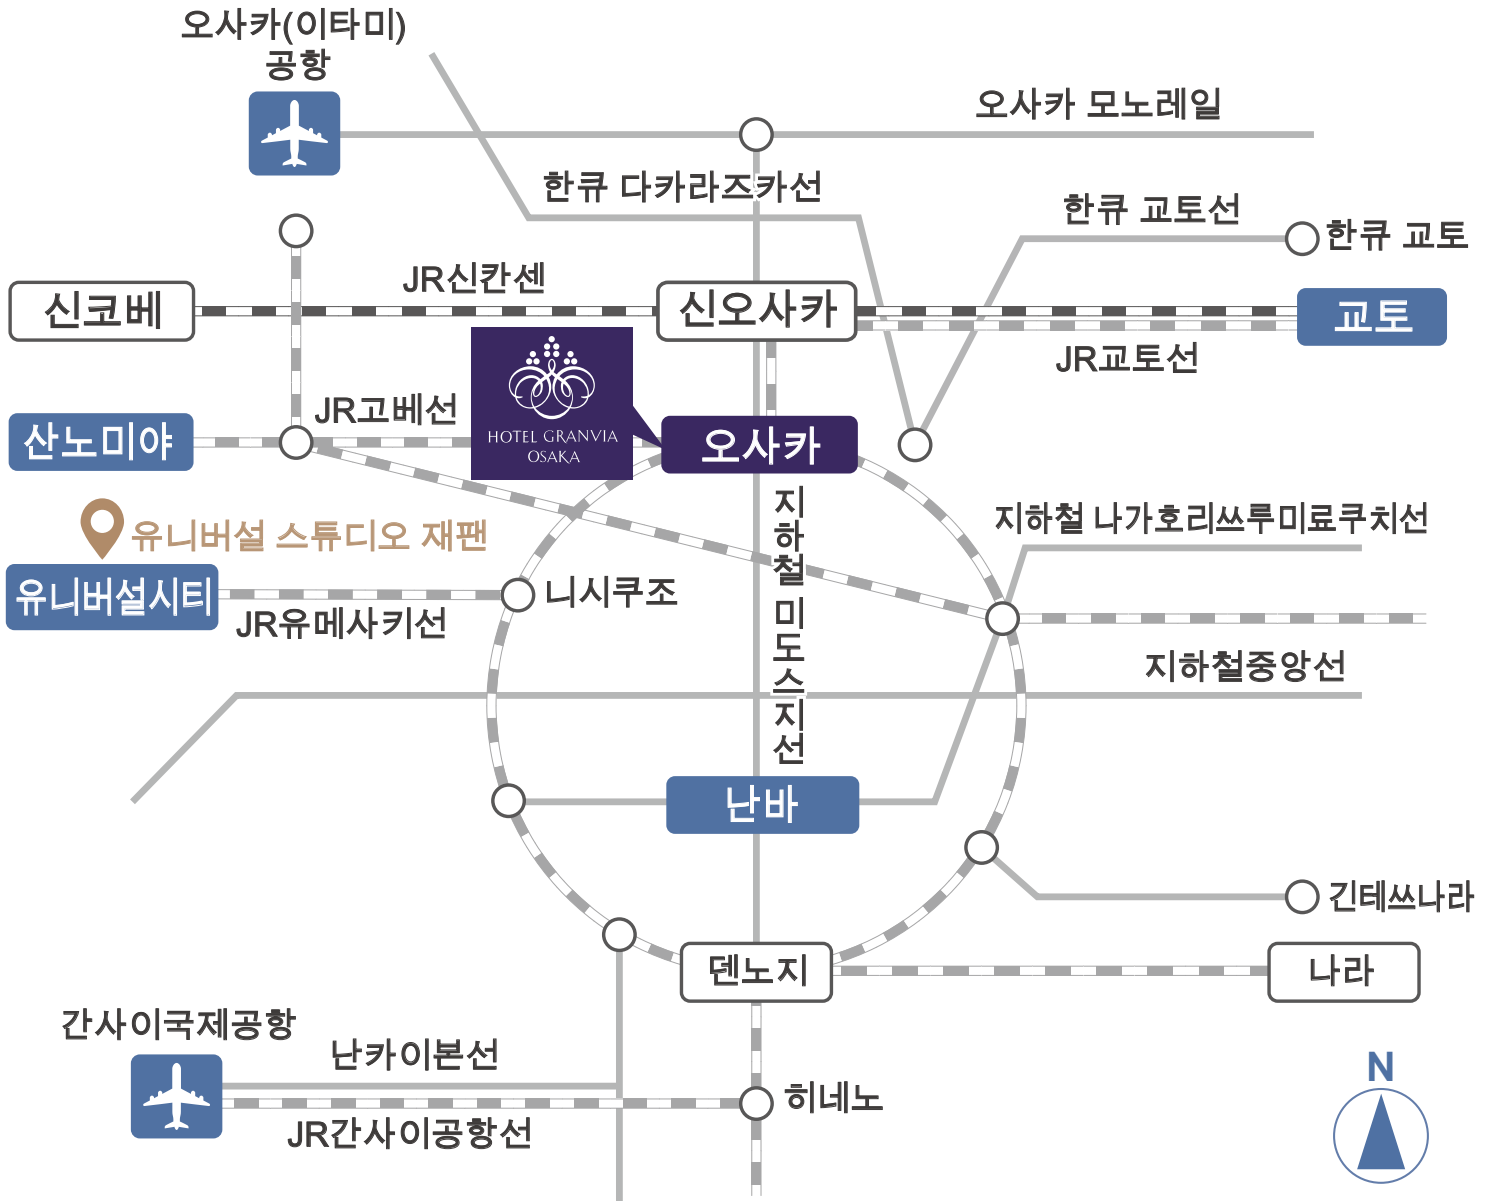 오사카(이타미)
공항
오사카 모노레일
한큐 다카라즈카선
한큐 교토선
한큐 교토
JR신칸센
신코베
신오사카
교토
JR교토선
JR고베선
HOTEL GRANVIA
OSAKA
산노미야
오사카
유니버설 스튜디오 재팬
지하철 나가호리쓰루미료쿠치선
지하철 미도스지선
유니버설시티
니시쿠조
JR유메사키선
지하철중앙선
난바
긴테쓰나라
덴노지
나라
간사이국제공항
난카이본선
JR간사이공항선
히네노
N